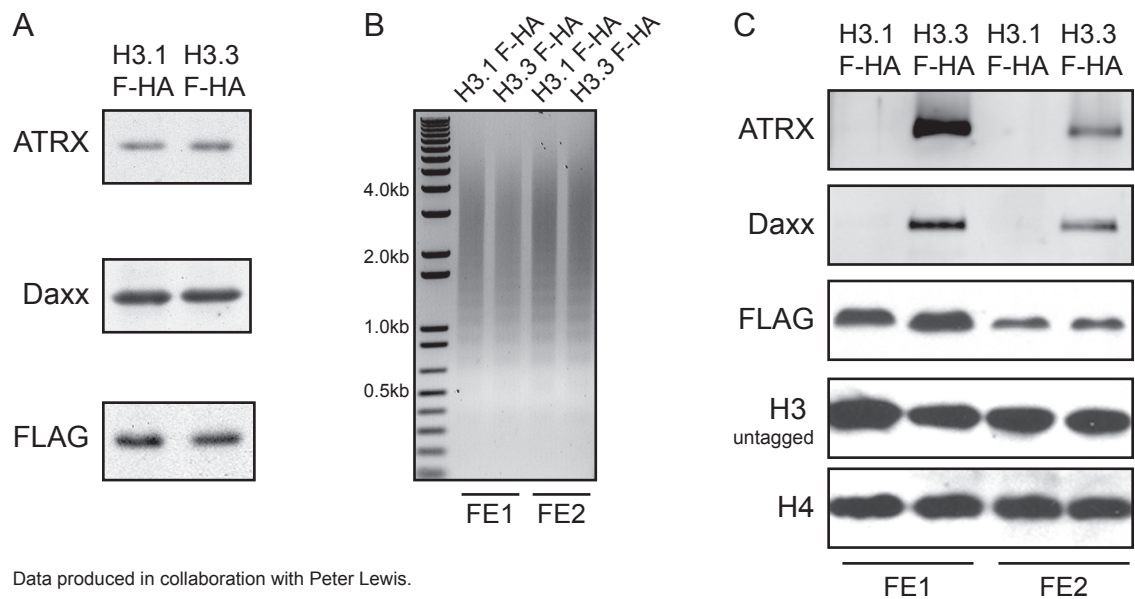 A
H3.1 H3.3
F-HA F-HA
ATRX
Daxx
FLAG
B
H3.1 F-HA
H3.3 F-HA
H3.1 F-HA
H3.3 F-HA
4.0kb
2.0kb
1.0kb
0.5kb
FE1 FE2
C
H3.1 H3.3 H3.1 H3.3
F-HA F-HA F-HA F-HA
ATRX
Daxx
FLAG
H3
untagged
H4
FE1 FE2
Data produced in collaboration with Peter Lewis.